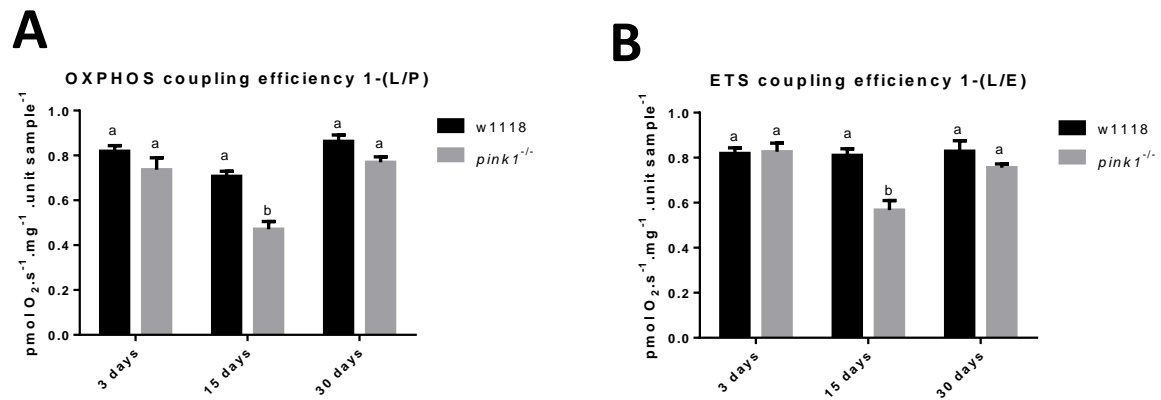 A
OXPHOS coupling efficiency 1-(L/P)
pmol O₂.s⁻¹.mg⁻¹ .unit sample⁻¹
1.0
0.8
0.6
0.4
0.2
0.0
a
a
a
b
a
a
3 days
15 days
30 days
w1118
pink1⁻/⁻
B
ETS coupling efficiency 1-(L/E)
pmol O₂.s⁻¹.mg⁻¹ .unit sample⁻¹
1.0
0.8
0.6
0.4
0.2
0.0
a
a
a
b
a
a
3 days
15 days
30 days
w1118
pink1⁻/⁻